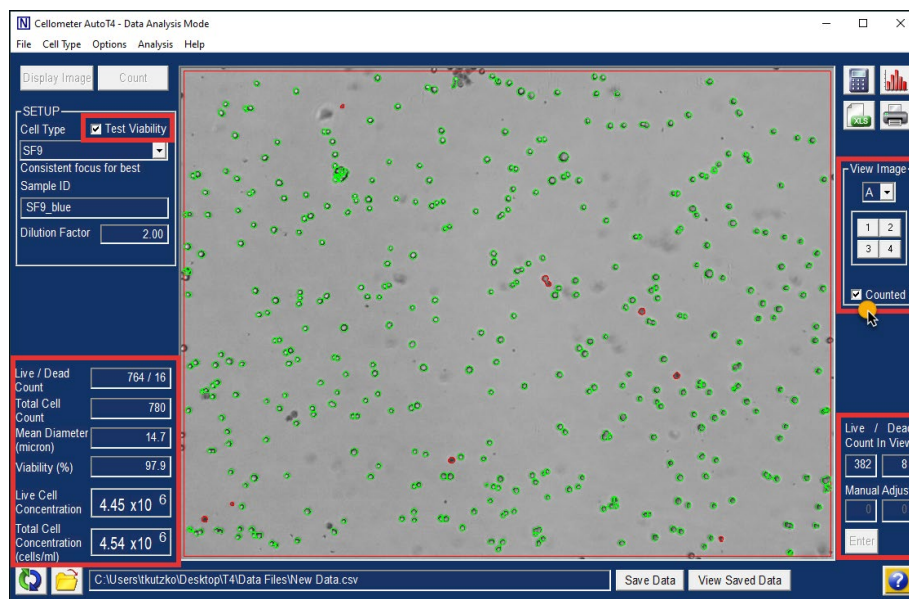 Cellometer AutoT4 - Data Analysis Mode
File Cell Type Options Analysis Help
Display Image Count
SETUP
Cell Type Test Viability
SF9
Consistent focus for best
Sample ID
SF9_blue
Dilution Factor 2.00
Live / Dead
Count
764 / 16
Total Cell
Count
780
Mean Diameter
(micron)
14.7
Viability (%) 97.9
Live Cell
Concentration
4.45 x10 6
Total Cell
Concentration
(cells/ml)
4.54 x10 6
XLS
View Image
A
1 2
3 4
Counted
Live / Dead
Count In View
382 8
Manual Adjus
0 0
Enter
C:\Users\tkutzko\Desktop\T4\Data Files\New Data.csv
Save Data View Saved Data
?